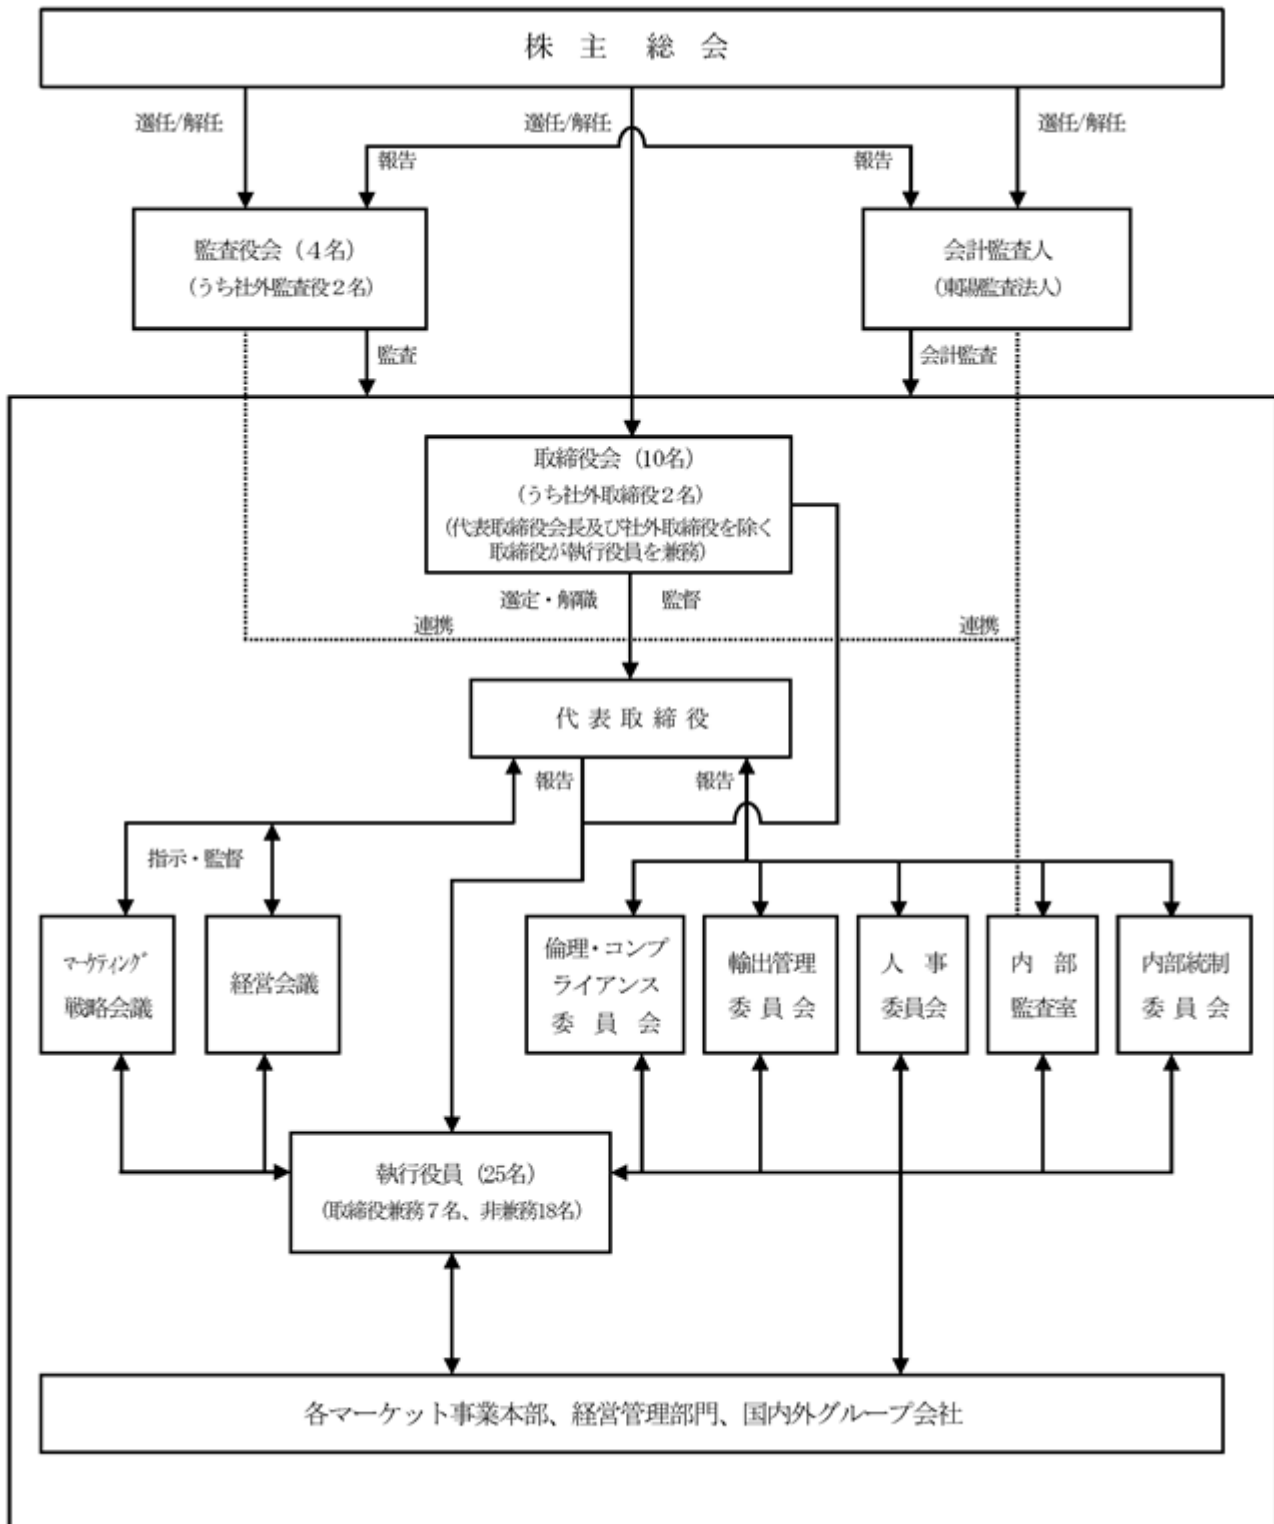 株 主 総 会
選任/解任
選任/解任
選任/解任
報告
報告
監査役会（４名）
（うち社外監査役２名）
会計監査人
（東陽監査法人）
監査
会計監査
取締役会（10名）
（うち社外取締役２名）
（代表取締役会長及び社外取締役を除く
取締役が執行役員を兼務）
選定・解職
監督
連携
連携
代 表 取 締 役
報告
報告
指示・監督
ﾏｰｹﾃｨﾝｸﾞ
戦略会議
経営会議
倫理・コンプ
ライアンス
委 員 会
輸出管理
委 員 会
人 事
委員会
内 部
監査室
内部統制
委 員 会
執行役員（25名）
（取締役兼務７名、非兼務18名）
各マーケット事業本部、経営管理部門、国内外グループ会社